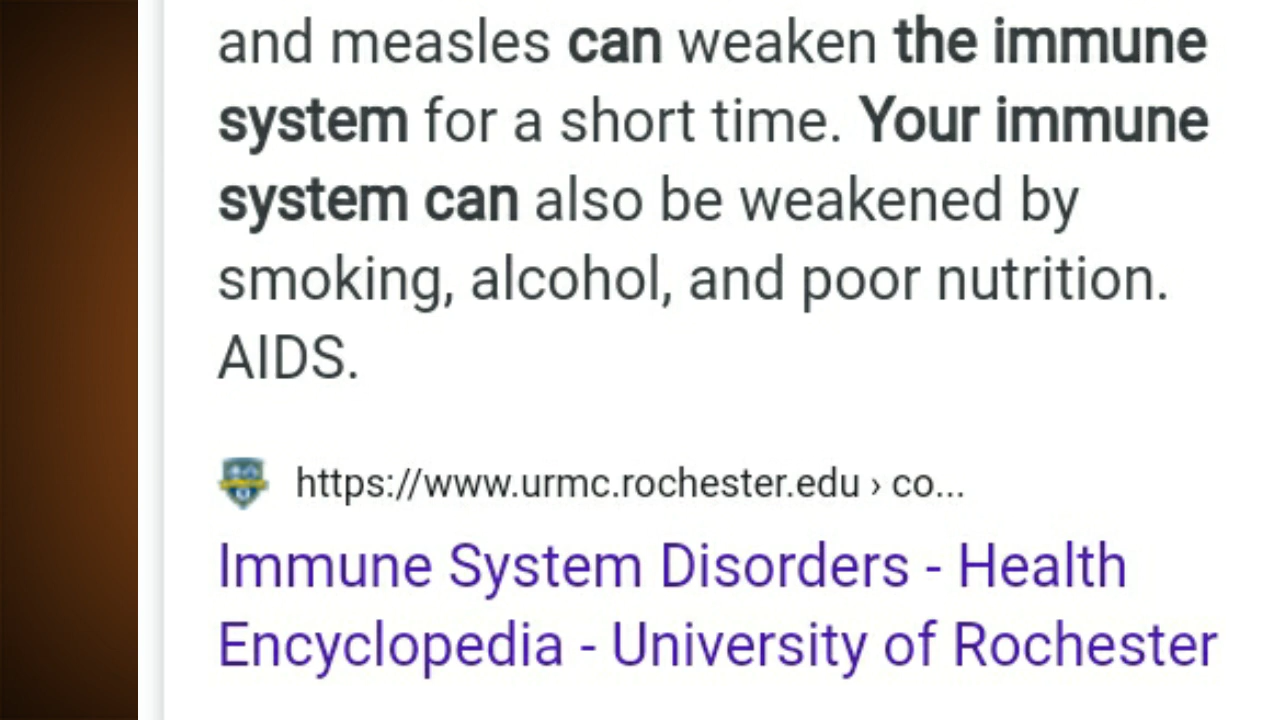 and measles can weaken the immune
system for a short time. Your immune
system can also be weakened by
smoking, alcohol, and poor nutrition.
AIDS.
https://www.urmc.rochester.edu › co...
Immune System Disorders - Health
Encyclopedia - University of Rochester